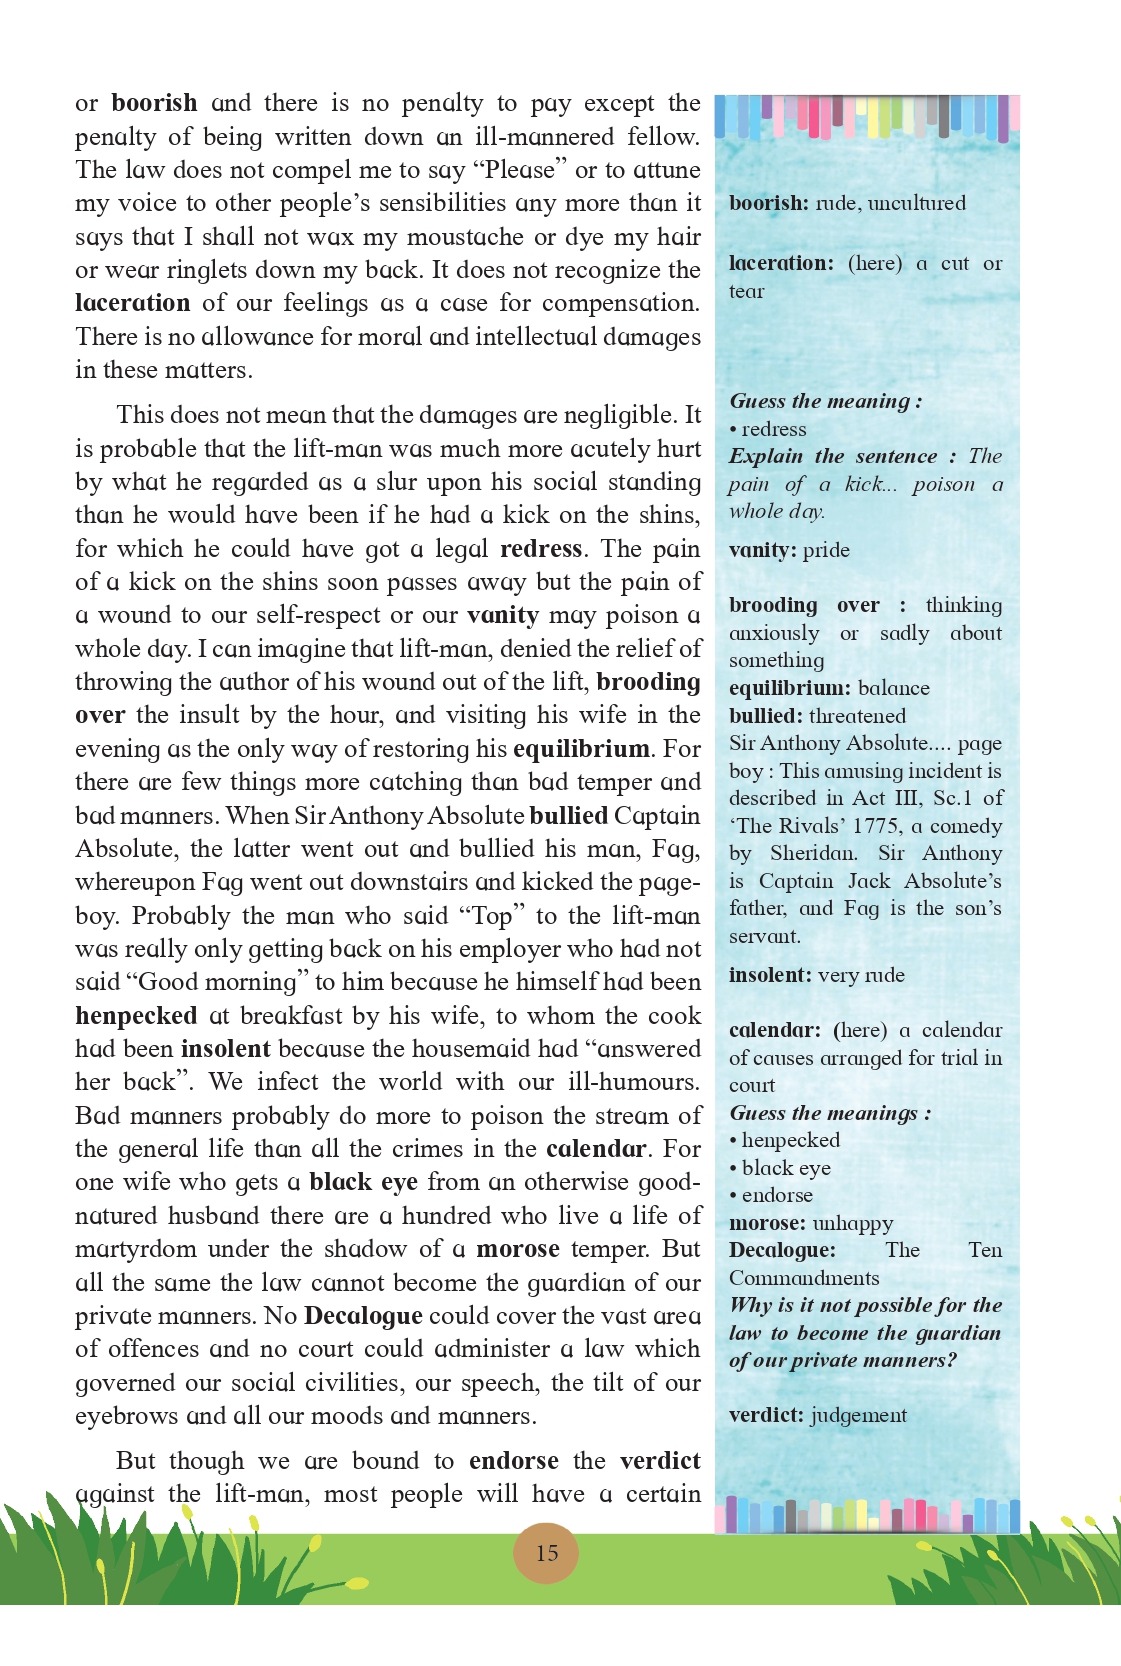 or boorish and there is no penalty to pay except the
penalty of being written down an ill-mannered fellow.
The law does not compel me to say “Please” or to attune
my voice to other people’s sensibilities any more than it
says that I shall not wax my moustache or dye my hair
or wear ringlets down my back. It does not recognize the
laceration of our feelings as a case for compensation.
There is no allowance for moral and intellectual damages
in these matters.
This does not mean that the damages are negligible. It
is probable that the lift-man was much more acutely hurt
by what he regarded as a slur upon his social standing
than he would have been if he had a kick on the shins,
for which he could have got a legal redress. The pain
of a kick on the shins soon passes away but the pain of
a wound to our self-respect or our vanity may poison a
whole day. I can imagine that lift-man, denied the relief of
throwing the author of his wound out of the lift, brooding
over the insult by the hour, and visiting his wife in the
evening as the only way of restoring his equilibrium. For
there are few things more catching than bad temper and
bad manners. When Sir Anthony Absolute bullied Captain
Absolute, the latter went out and bullied his man, Fag,
whereupon Fag went out downstairs and kicked the page-
boy. Probably the man who said “Top” to the lift-man
was really only getting back on his employer who had not
said “Good morning” to him because he himself had been
henpecked at breakfast by his wife, to whom the cook
had been insolent because the housemaid had “answered
her back”. We infect the world with our ill-humours.
Bad manners probably do more to poison the stream of
the general life than all the crimes in the calendar. For
one wife who gets a black eye from an otherwise good-
natured husband there are a hundred who live a life of
martyrdom under the shadow of a morose temper. But
all the same the law cannot become the guardian of our
private manners. No Decalogue could cover the vast area
of offences and no court could administer a law which
governed our social civilities, our speech, the tilt of our
eyebrows and all our moods and manners.
But though we are bound to endorse the verdict
against the lift-man, most people will have a certain
boorish: rude, uncultured
laceration: (here) a cut or
tear
Guess the meaning :
• redress
Explain the sentence : The
pain of a kick... poison a
whole day.
vanity: pride
brooding over : thinking
anxiously or sadly about
something
equilibrium: balance
bullied: threatened
Sir Anthony Absolute.... page
boy : This amusing incident is
described in Act III, Sc.1 of
‘The Rivals’ 1775, a comedy
by Sheridan. Sir Anthony
is Captain Jack Absolute’s
father, and Fag is the son’s
servant.
insolent: very rude
calendar: (here) a calendar
of causes arranged for trial in
court
Guess the meanings :
• henpecked
• black eye
• endorse
morose: unhappy
Decalogue: The Ten
Commandments
Why is it not possible for the
law to become the guardian
of our private manners?
verdict: judgement
15